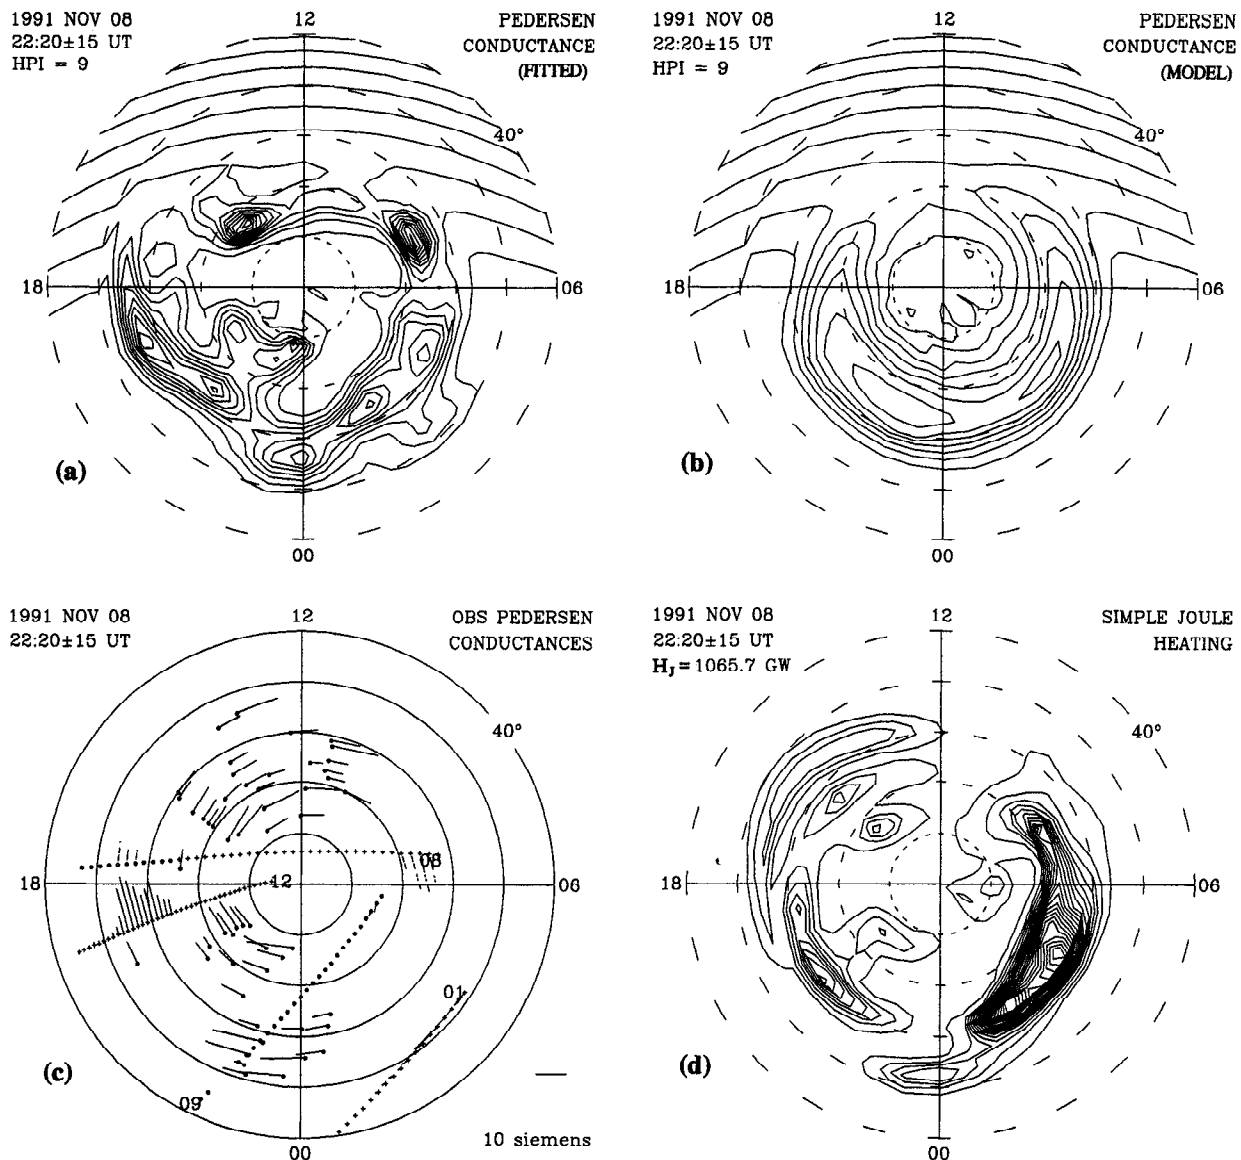 1991 NOV 08
22:20±15 UT
HPI = 9
12
PEDERSEN
CONDUCTANCE
(FITTED)
40°
18
06
(a)
00
1991 NOV 08
22:20±15 UT
HPI = 9
12
PEDERSEN
CONDUCTANCE
(MODEL)
40°
18
06
(b)
00
1991 NOV 08
22:20±15 UT
12
OBS PEDERSEN
CONDUCTANCES
40°
08
18
12
06
01
(c)
09
10 siemens
00
1991 NOV 08
22:20±15 UT
HJ=1065.7 GW
12
SIMPLE JOULE
HEATING
40°
18
06
(d)
00